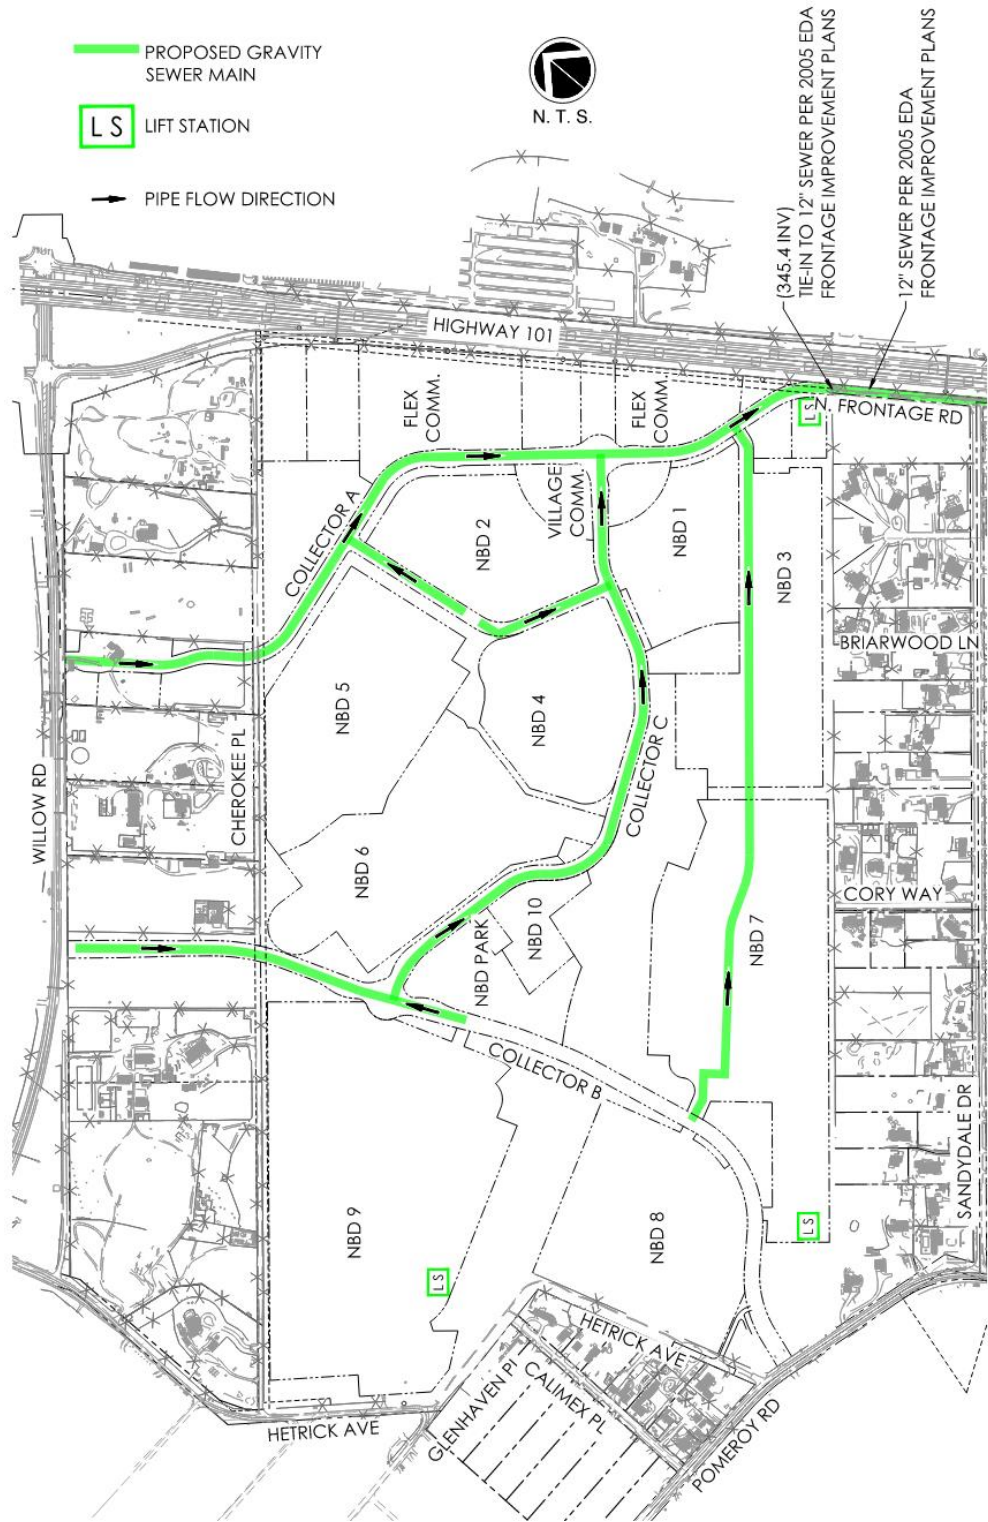 PROPOSED GRAVITY
SEWER MAIN
LS
LIFT STATION
PIPE FLOW DIRECTION
N. T. S.
(345.4 INV)
TIE-IN TO 12" SEWER PER 2005 EDA
FRONTAGE IMPROVEMENT PLANS
12" SEWER PER 2005 EDA
FRONTAGE IMPROVEMENT PLANS
HIGHWAY 101
FLEX
COMM.
FLEX
COMM.
LS
N. FRONTAGE RD
COLLECTOR A
VILLAGE
COMM.
NBD 2
NBD 1
NBD 3
BRIARWOOD LN
NBD 5
NBD 4
COLLECTOR C
WILLOW RD
CHEROKEE PL
NBD 6
NBD PARK
NBD 10
NBD 7
CORY WAY
COLLECTOR B
SANDYDALE DR
NBD 9
NBD 8
LS
LS
HETRICK AVE
GLENHAVEN Pl
CALIMEX PL
HETRICK AVE
POMEROY RD